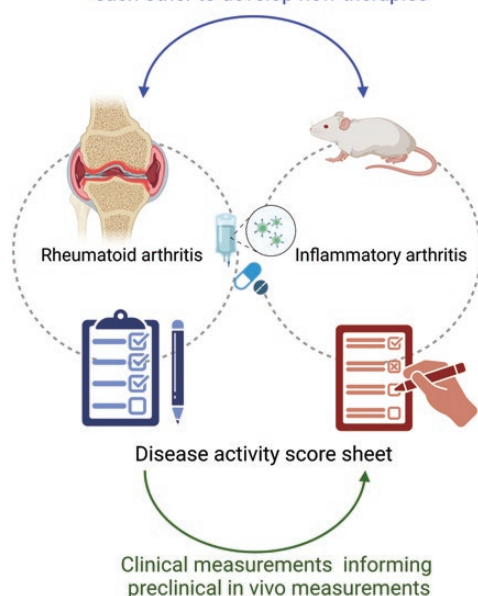 Rheumatoid arthritis
Inflammatory arthritis
Disease activity score sheet
Clinical measurements informing
preclinical in vivo measurements